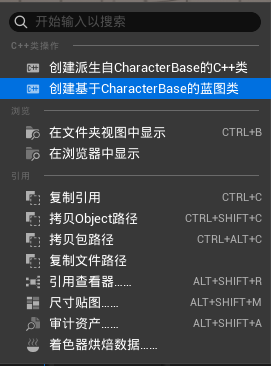 开始输入以搜索
C++类操作
创建派生自CharacterBase的C++类
创建基于CharacterBase的蓝图类
浏览
在文件夹视图中显示 CTRL+B
在浏览器中显示
引用
复制引用 CTRL+C
拷贝Object路径 CTRL+SHIFT+C
拷贝包路径 CTRL+ALT+C
复制文件路径
引用查看器…… ALT+SHIFT+R
尺寸贴图…… ALT+SHIFT+M
审计资产…… ALT+SHIFT+A
着色器烘焙数据……